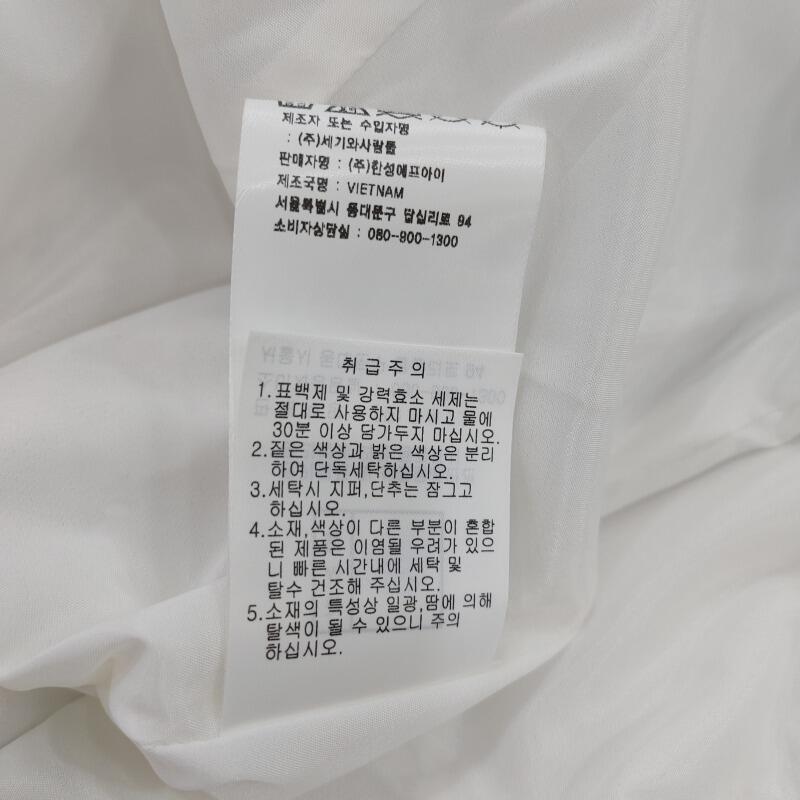 제조자 또는 수입자명
: (주)세기와사람들
판매자명 : (주)한성에프아이
제조국명 : VIETNAM
서울특별시 동대문구 답십리로 94
소비자상담실 : 080-900-1300
취급주의
1.표백제 및 강력효소 세제는
절대로 사용하지 마시고 물에
30분 이상 담가두지 마십시오.
2.짙은 색상과 밝은 색상은 분리
하여 단독세탁하십시오.
3.세탁시 지퍼,단추는 잠그고
하십시오.
4.소재,색상이 다른 부분이 혼합
된 제품은 이염될 우려가 있으
니 빠른 시간내에 세탁 및
탈수 건조해 주십시오.
5.소재의 특성상 일광,땀에 의해
탈색이 될 수 있으니 주의
하십시오.